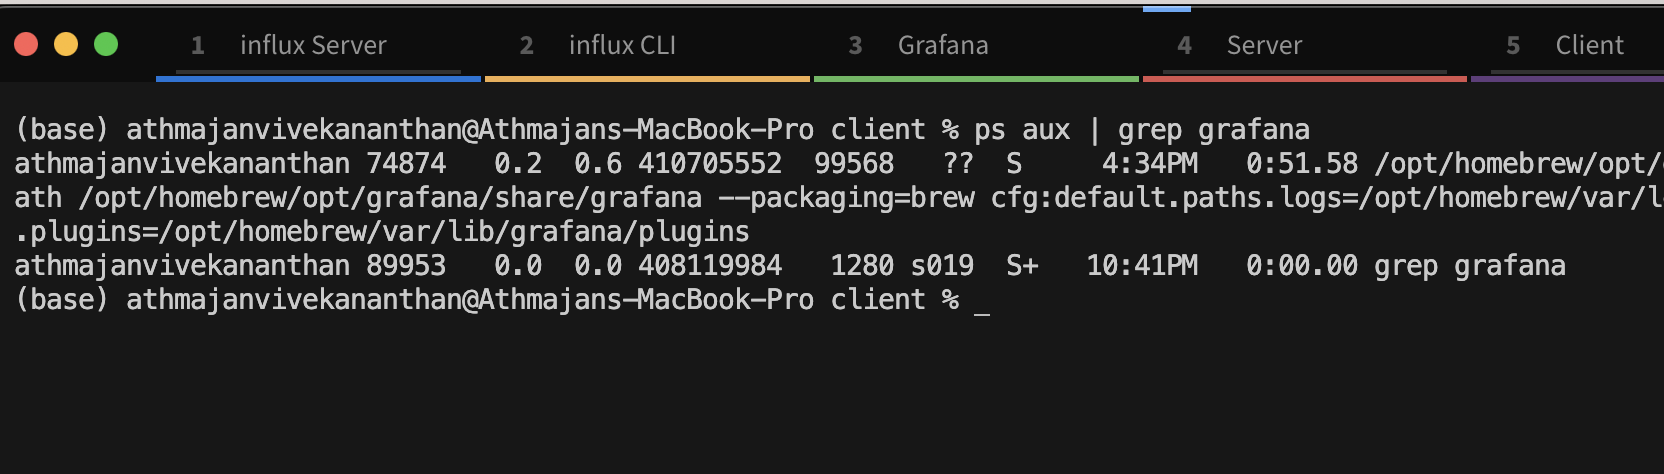 1 influx Server 2 influx CLI 3 Grafana 4 Server 5 Client
(base) athmajanvivekananthan@Athmajans-MacBook-Pro client % ps aux | grep grafana
athmajanvivekananthan 74874 0.2 0.6 410705552 99568 ?? S 4:34PM 0:51.58 /opt/homebrew/opt/
ath /opt/homebrew/opt/grafana/share/grafana --packaging=brew cfg:default.paths.logs=/opt/homebrew/var/l
.plugins=/opt/homebrew/var/lib/grafana/plugins
athmajanvivekananthan 89953 0.0 0.0 408119984 1280 s019 S+ 10:41PM 0:00.00 grep grafana
(base) athmajanvivekananthan@Athmajans-MacBook-Pro client % _